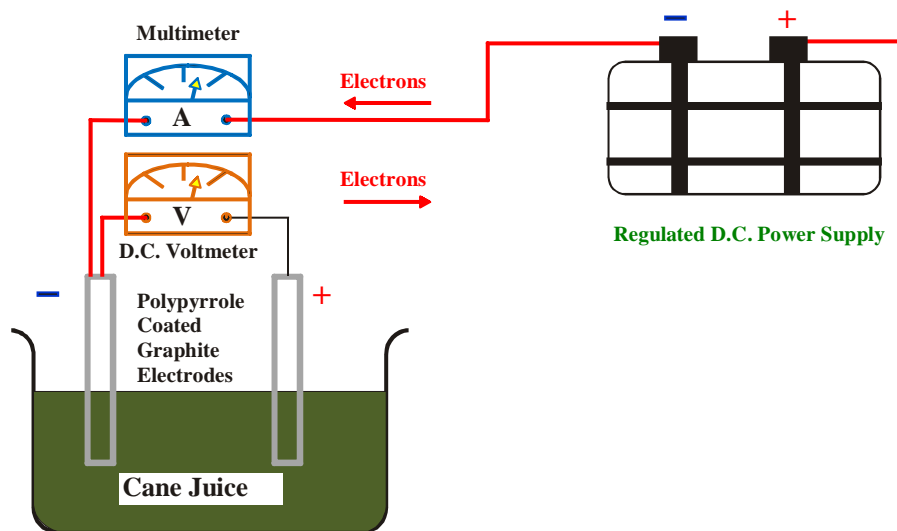 Multimeter
− +
Electrons
A
Electrons
V
D.C. Voltmeter
Regulated D.C. Power Supply
− +
Polypyrrole
Coated
Graphite
Electrodes
Cane Juice